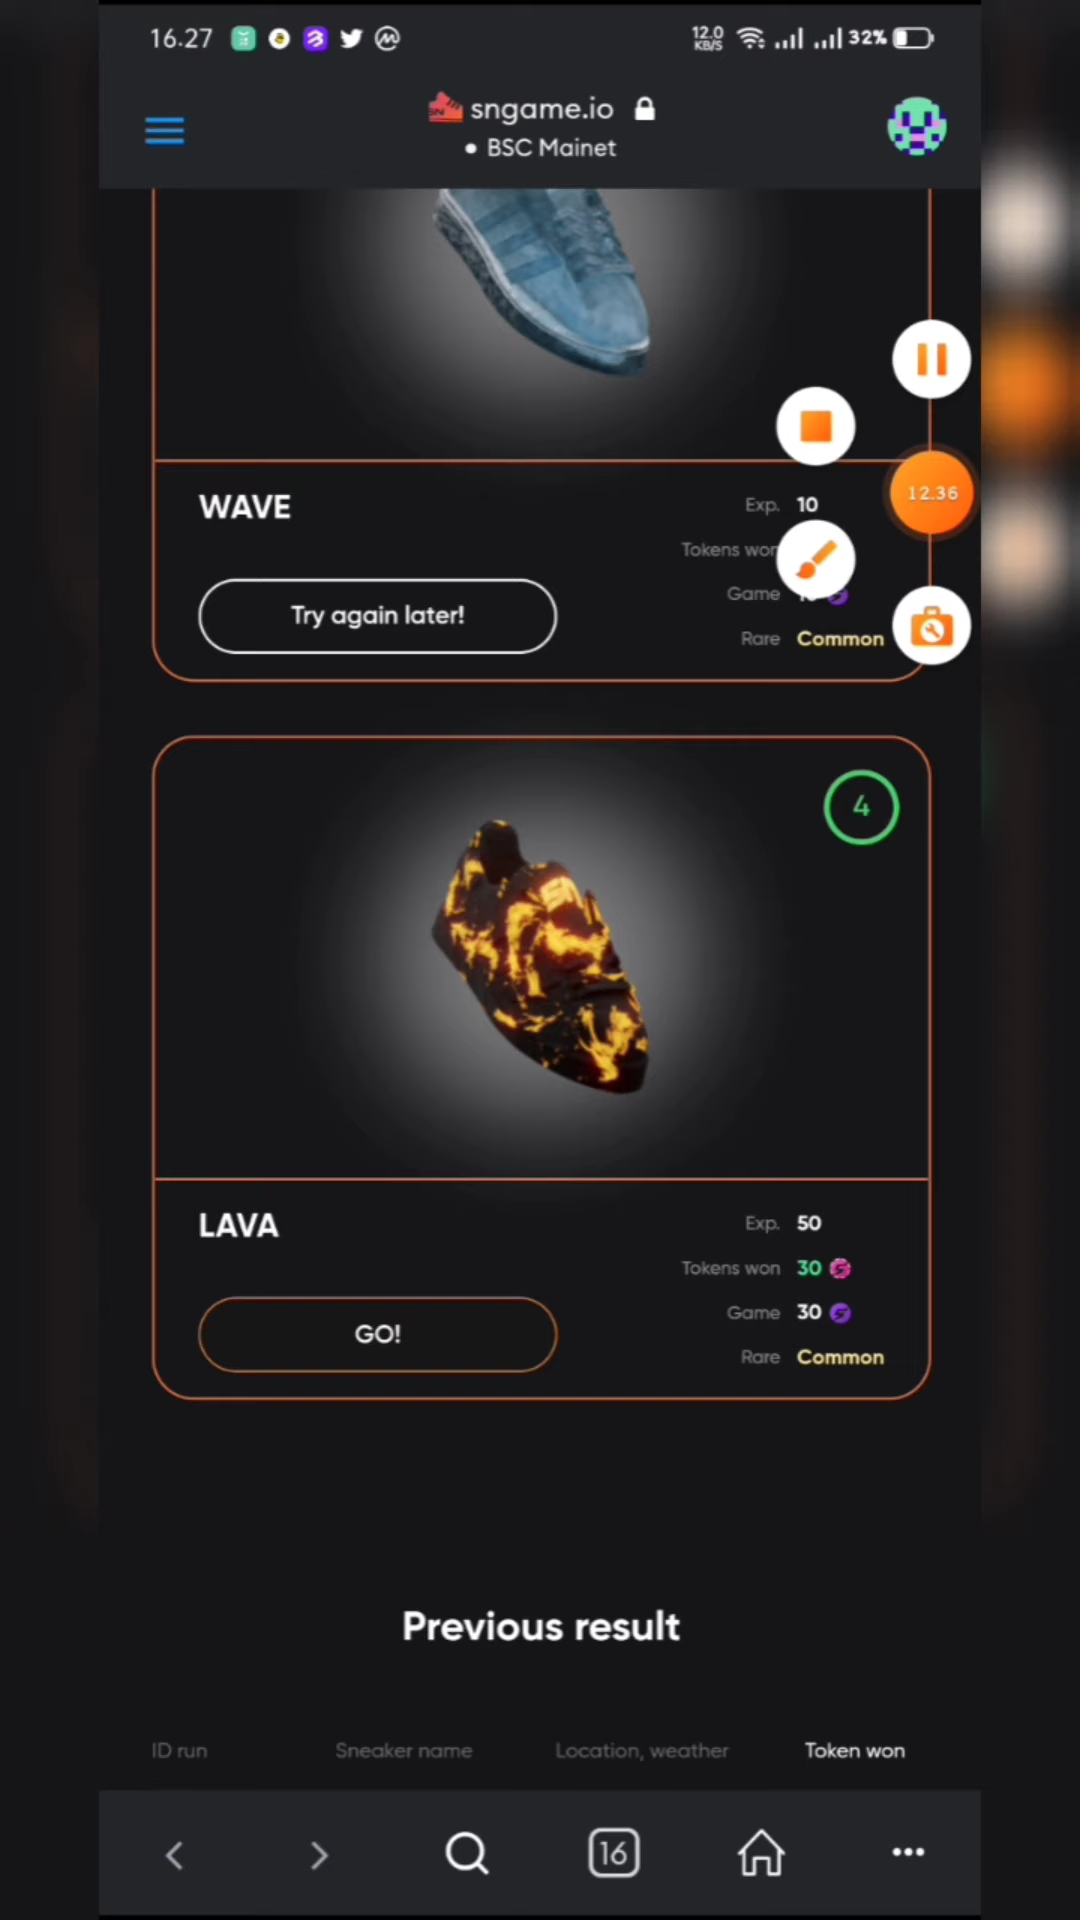 16.27
12.0
KB/S
32%
sngame.io
• BSC Mainet
WAVE
Exp. 10
12.36
Tokens won
Try again later!
Game
Rare Common
4
LAVA
Exp. 50
Tokens won 30
GO!
Game 30
Rare Common
Previous result
ID run Sneaker name Location, weather Token won
16